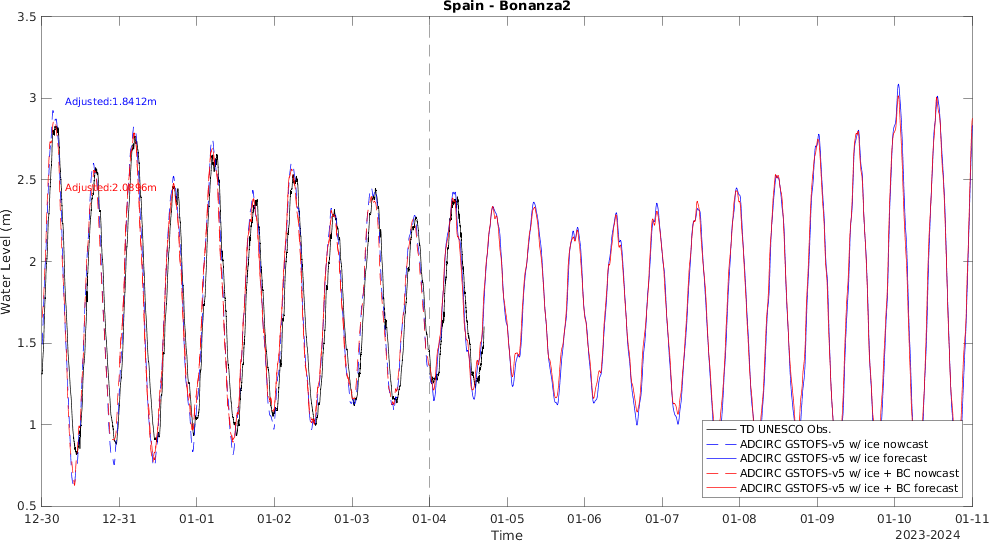 Spain - Bonanza2
3.5
3
2.5
2
1.5
1
0.5
Water Level (m)
Adjusted:1.8412m
Adjusted:2.0896m
TD UNESCO Obs.
ADCIRC GSTOFS-v5 w/ ice nowcast
ADCIRC GSTOFS-v5 w/ ice forecast
ADCIRC GSTOFS-v5 w/ ice + BC nowcast
ADCIRC GSTOFS-v5 w/ ice + BC forecast
12-30 12-31 01-01 01-02 01-03 01-04 01-05 01-06 01-07 01-08 01-09 01-10 01-11
Time
2023-2024